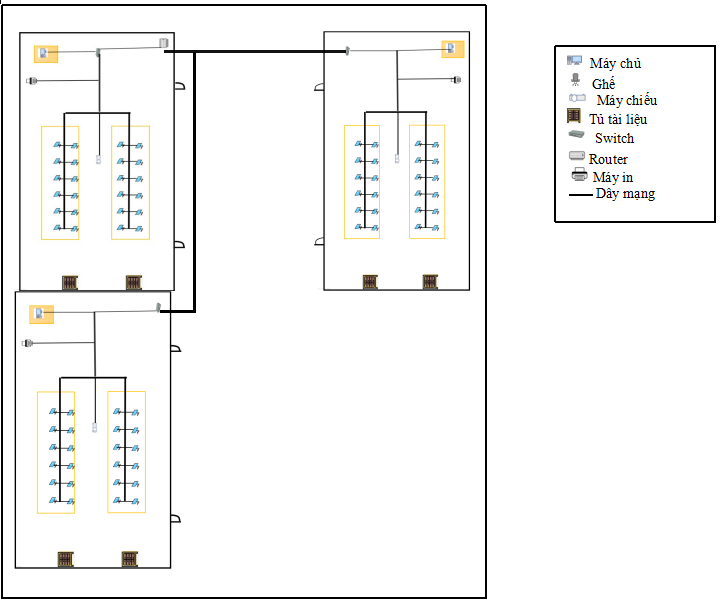 Máy chủ
Ghế
Máy chiếu
Tủ tài liệu
Switch
Router
Máy in
Dây mạng